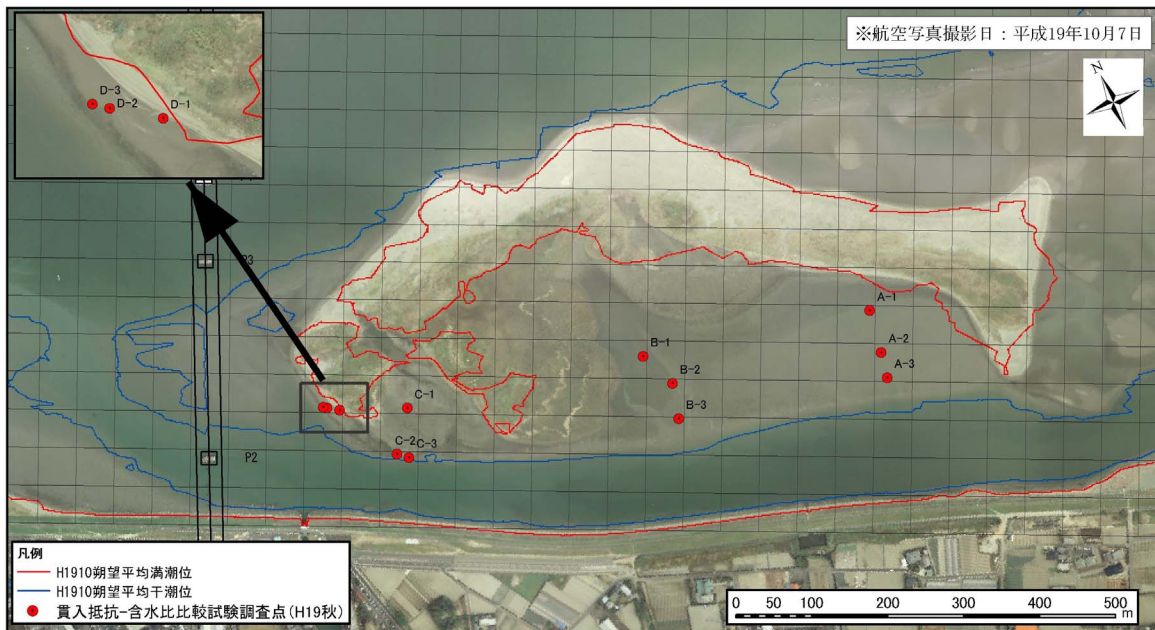 ※航空写真撮影日：平成19年10月7日
N
D-3
D-2
D-1
P3
A-1
A-2
A-3
B-1
B-2
B-3
C-1
C-2
C-3
P2
凡例
H1910朔望平均満潮位
H1910朔望平均干潮位
貫入抵抗-含水比比較試験調査点(H19秋)
0 50 100 200 300 400 500
m